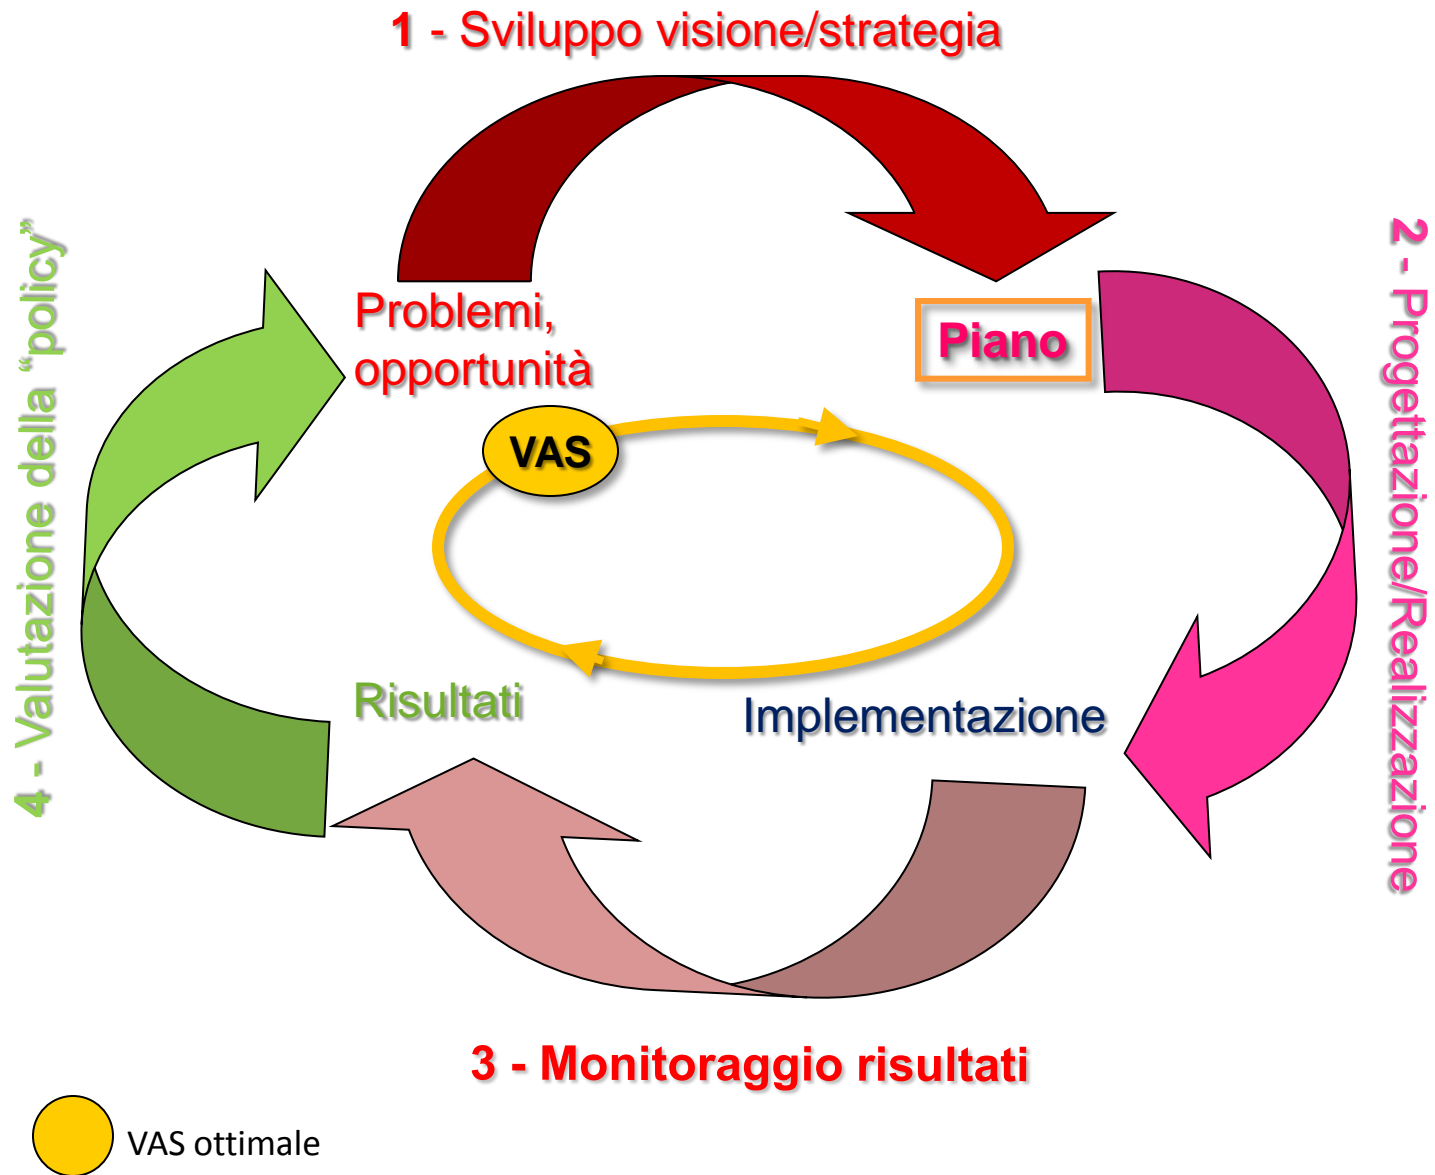 1 - Sviluppo visione/strategia
Problemi,
opportunità
Piano
2 - Progettazione/Realizzazione
VAS
4 - Valutazione della “policy”
Risultati
Implementazione
3 - Monitoraggio risultati
VAS ottimale